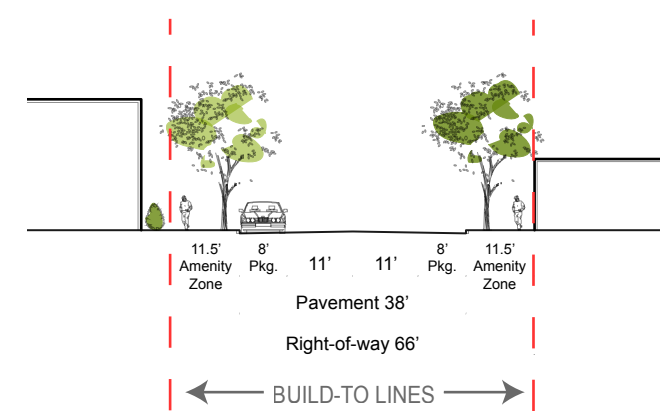 11.5’ 8’ 11’ 11’ 8’ 11.5’
Amenity Pkg. Pkg. Amenity
Zone Zone
Pavement 38’
Right-of-way 66’
BUILD-TO LINES